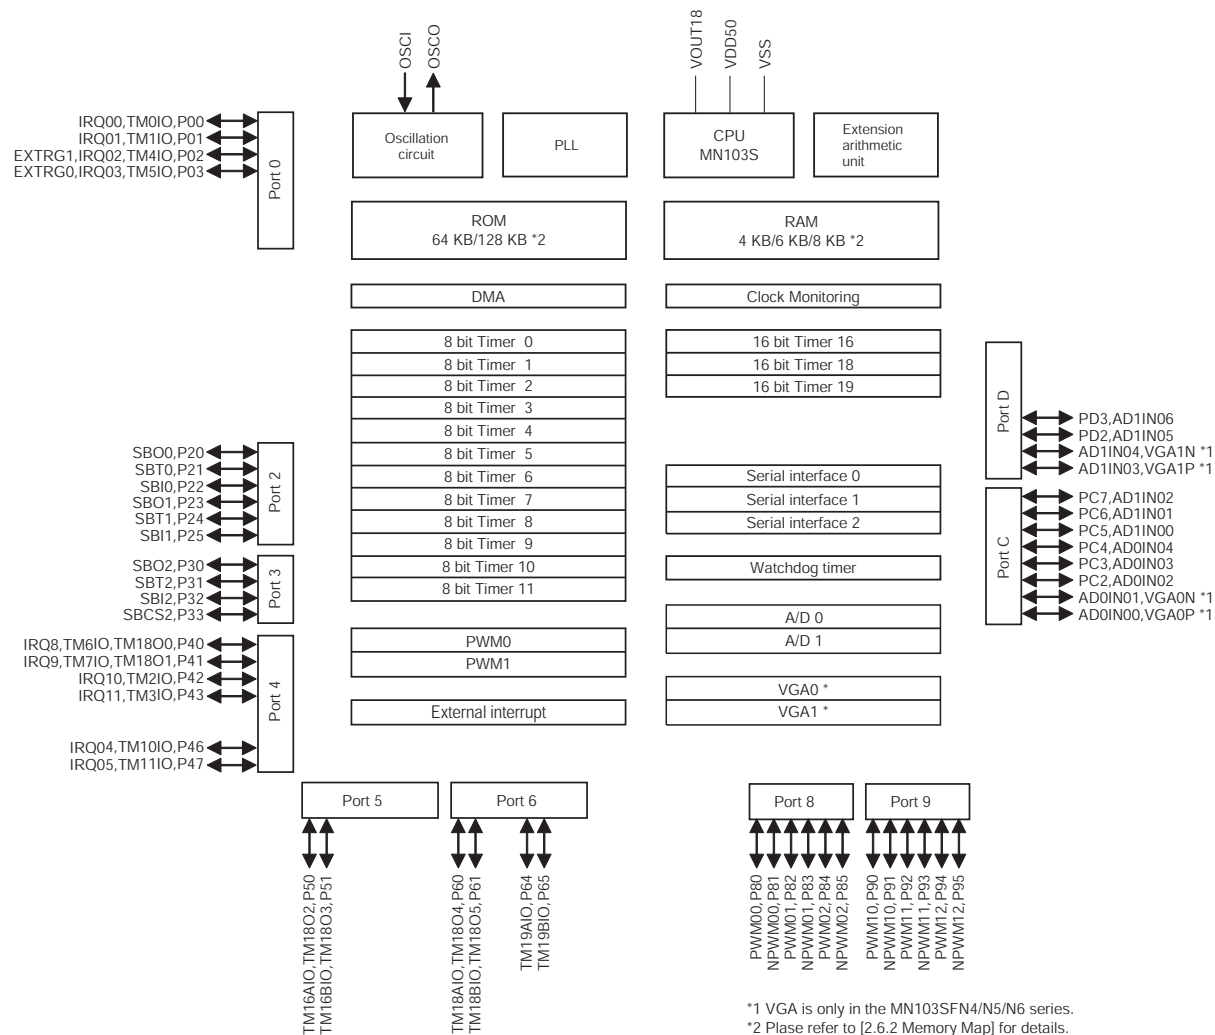 OSCI
OSCO
VOUT18
VDD50
VSS
IRQ00,TM0IO,P00
IRQ01,TM1IO,P01
EXTRG1,IRQ02,TM4IO,P02
EXTRG0,IRQ03,TM5IO,P03
Port 0
Oscillation
circuit
PLL
CPU
MN103S
Extension
arithmetic
unit
ROM
64 KB/128 KB *2
RAM
4 KB/6 KB/8 KB *2
DMA
Clock Monitoring
8 bit Timer 0
8 bit Timer 1
8 bit Timer 2
8 bit Timer 3
8 bit Timer 4
8 bit Timer 5
8 bit Timer 6
8 bit Timer 7
8 bit Timer 8
8 bit Timer 9
8 bit Timer 10
8 bit Timer 11
16 bit Timer 16
16 bit Timer 18
16 bit Timer 19
Serial interface 0
Serial interface 1
Serial interface 2
Watchdog timer
A/D 0
A/D 1
PWM0
PWM1
VGA0 *
VGA1 *
External interrupt
SBO0,P20
SBT0,P21
SBI0,P22
SBO1,P23
SBT1,P24
SBI1,P25
Port 2
SBO2,P30
SBT2,P31
SBI2,P32
SBCS2,P33
Port 3
IRQ8,TM6IO,TM18O0,P40
IRQ9,TM7IO,TM18O1,P41
IRQ10,TM2IO,P42
IRQ11,TM3IO,P43
IRQ04,TM10IO,P46
IRQ05,TM11IO,P47
Port 4
Port D
PD3,AD1IN06
PD2,AD1IN05
AD1IN04,VGA1N *1
AD1IN03,VGA1P *1
Port C
PC7,AD1IN02
PC6,AD1IN01
PC5,AD1IN00
PC4,AD0IN04
PC3,AD0IN03
PC2,AD0IN02
AD0IN01,VGA0N *1
AD0IN00,VGA0P *1
Port 5
Port 6
Port 8
Port 9
TM16AIO,TM18O2,P50
TM16BIO,TM18O3,P51
TM18AIO,TM18O4,P60
TM18BIO,TM18O5,P61
TM19AIO,P64
TM19BIO,P65
PWM00,P80
NPWM00,P81
PWM01,P82
NPWM01,P83
PWM02,P84
NPWM02,P85
PWM10,P90
NPWM10,P91
PWM11,P92
NPWM11,P93
PWM12,P94
NPWM12,P95
*1 VGA is only in the MN103SFN4/N5/N6 series.
*2 Plase refer to [2.6.2 Memory Map] for details.